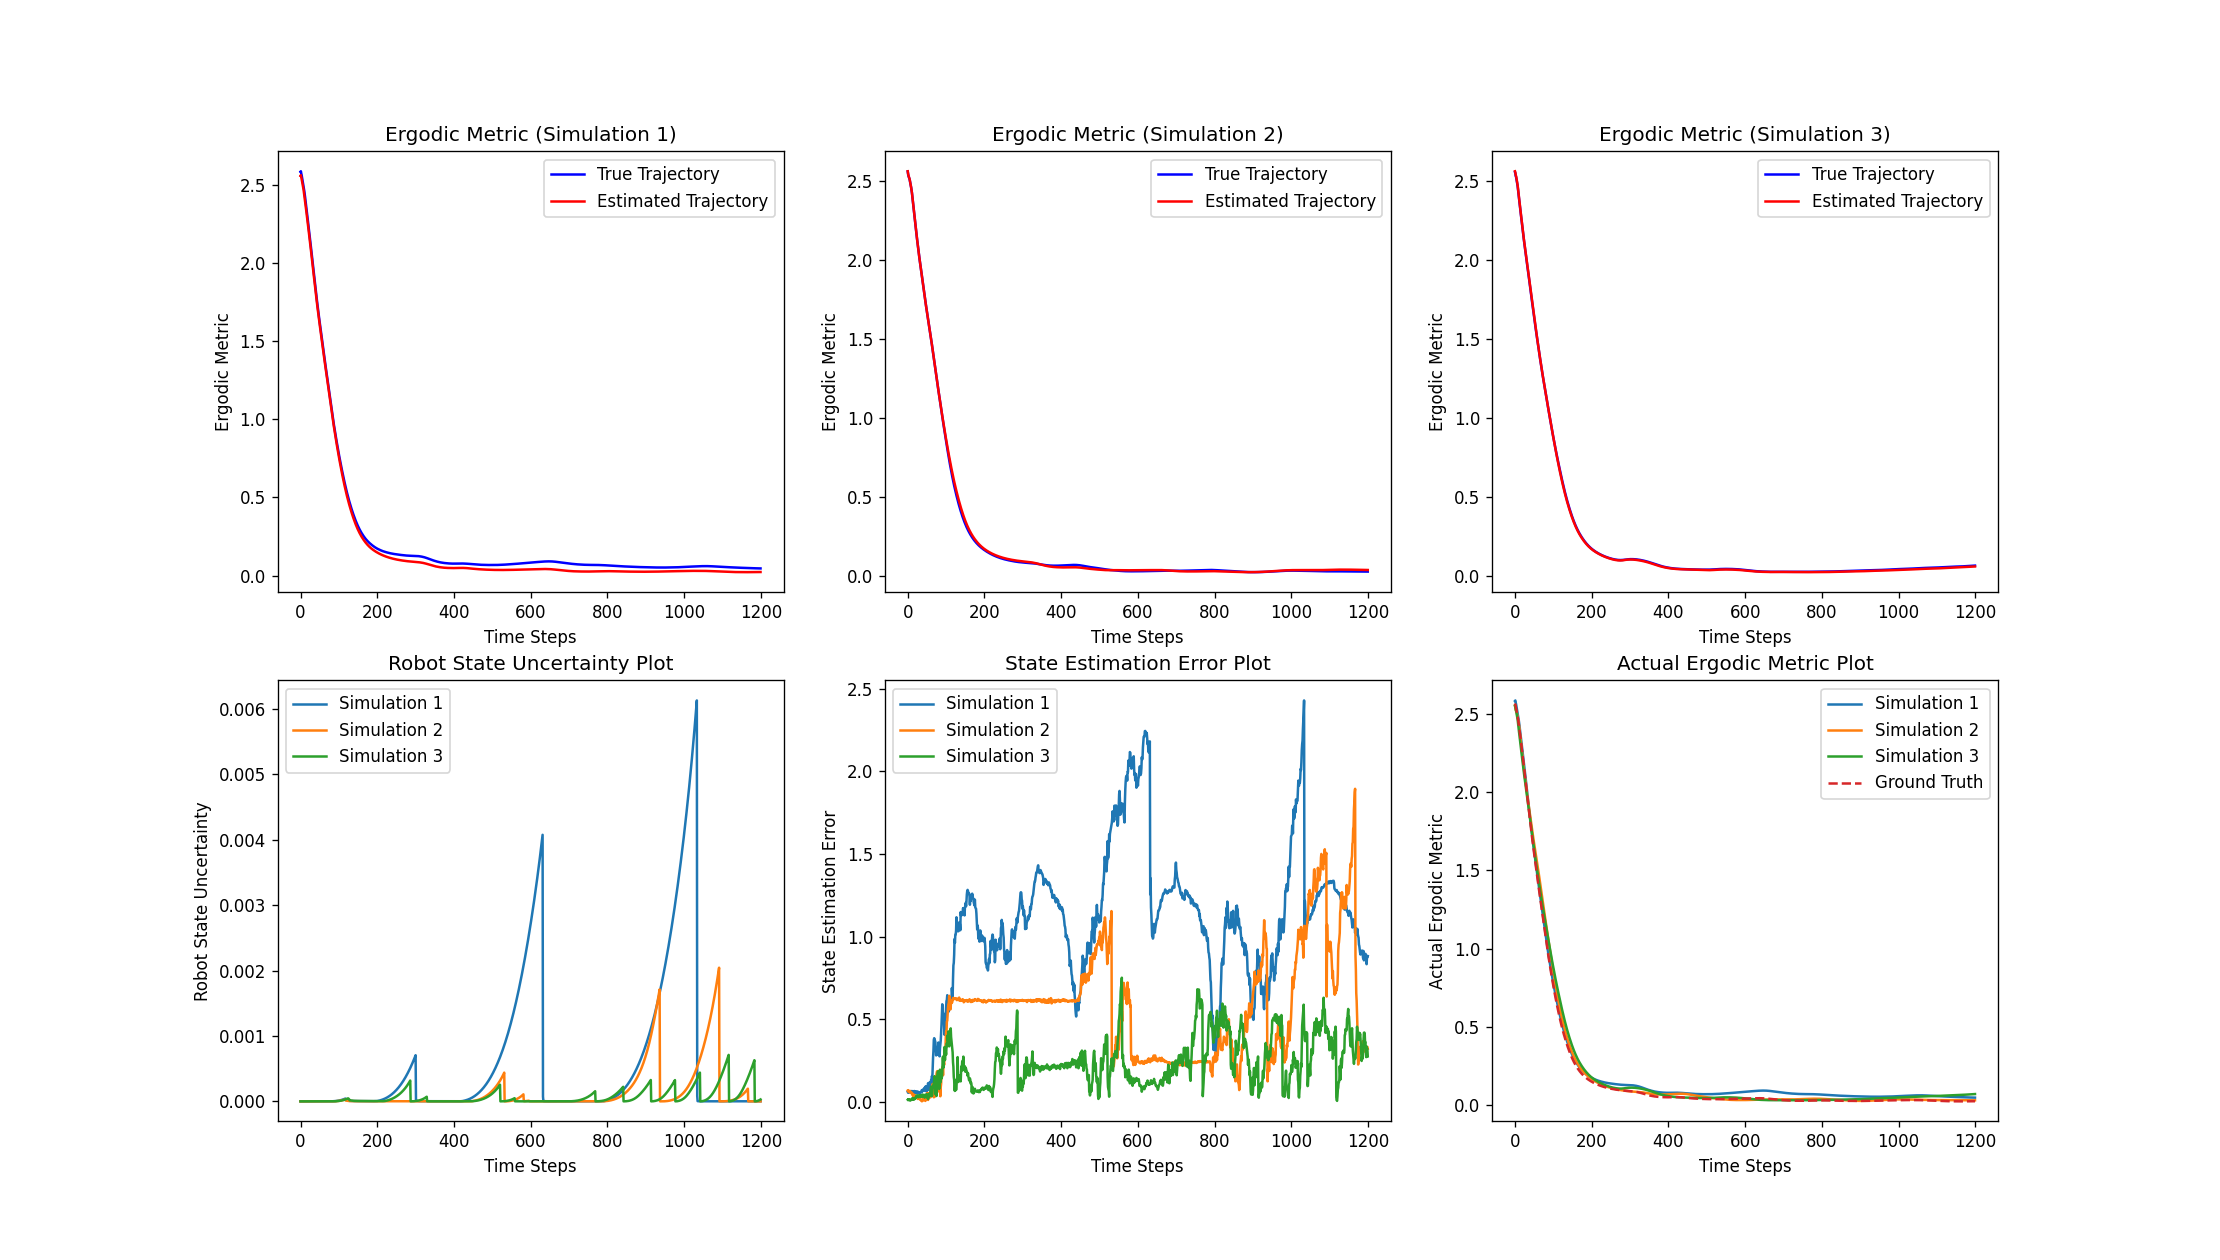 Ergodic Metric (Simulation 1)
Ergodic Metric
2.5
2.0
1.5
1.0
0.5
0.0
True Trajectory
Estimated Trajectory
0 200 400 600 800 1000 1200
Time Steps
Ergodic Metric (Simulation 2)
Ergodic Metric
2.5
2.0
1.5
1.0
0.5
0.0
True Trajectory
Estimated Trajectory
0 200 400 600 800 1000 1200
Time Steps
Ergodic Metric (Simulation 3)
Ergodic Metric
2.5
2.0
1.5
1.0
0.5
0.0
True Trajectory
Estimated Trajectory
0 200 400 600 800 1000 1200
Time Steps
Robot State Uncertainty Plot
Robot State Uncertainty
0.006
0.005
0.004
0.003
0.002
0.001
0.000
Simulation 1
Simulation 2
Simulation 3
0 200 400 600 800 1000 1200
Time Steps
State Estimation Error Plot
State Estimation Error
2.5
2.0
1.5
1.0
0.5
0.0
Simulation 1
Simulation 2
Simulation 3
0 200 400 600 800 1000 1200
Time Steps
Actual Ergodic Metric Plot
Actual Ergodic Metric
2.5
2.0
1.5
1.0
0.5
0.0
Simulation 1
Simulation 2
Simulation 3
Ground Truth
0 200 400 600 800 1000 1200
Time Steps